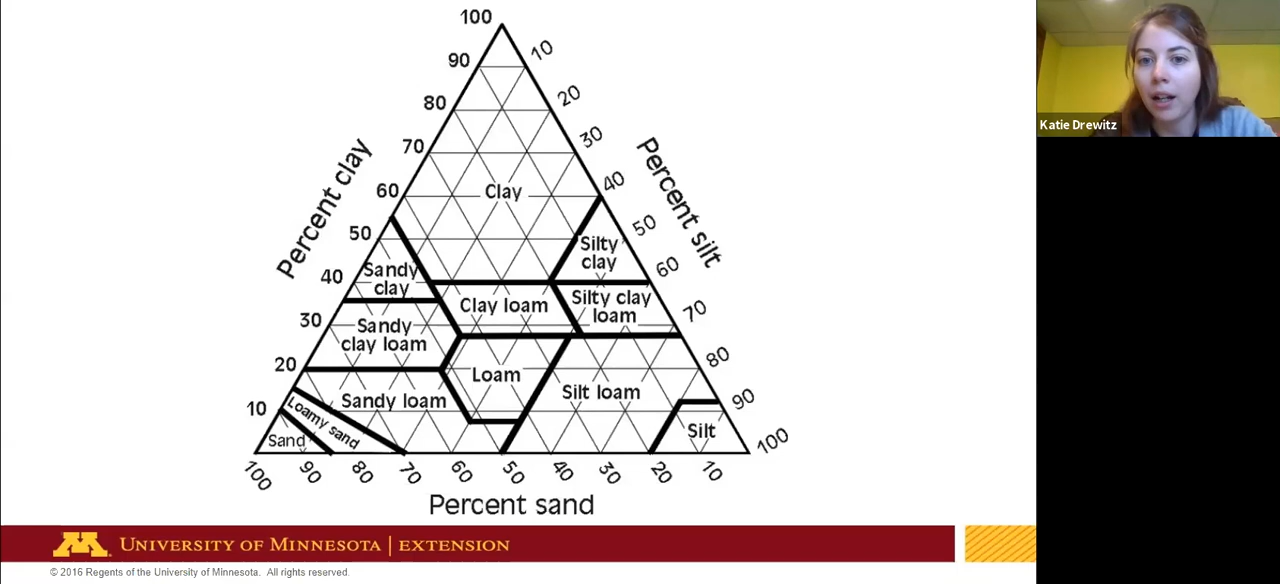 100
90
80
70
60
50
40
30
20
10
Percent clay
10
20
30
40
50
60
70
80
90
100
Percent silt
Clay
Silty
clay
Sandy
clay
Clay loam
Silty clay
loam
Sandy
clay loam
Loam
Silt loam
Sandy loam
Loamy sand
Sand
Silt
100
90
80
70
60
50
40
30
20
10
Percent sand
Katie Drewitz
UNIVERSITY OF MINNESOTA | EXTENSION
© 2016 Regents of the University of Minnesota. All rights reserved.